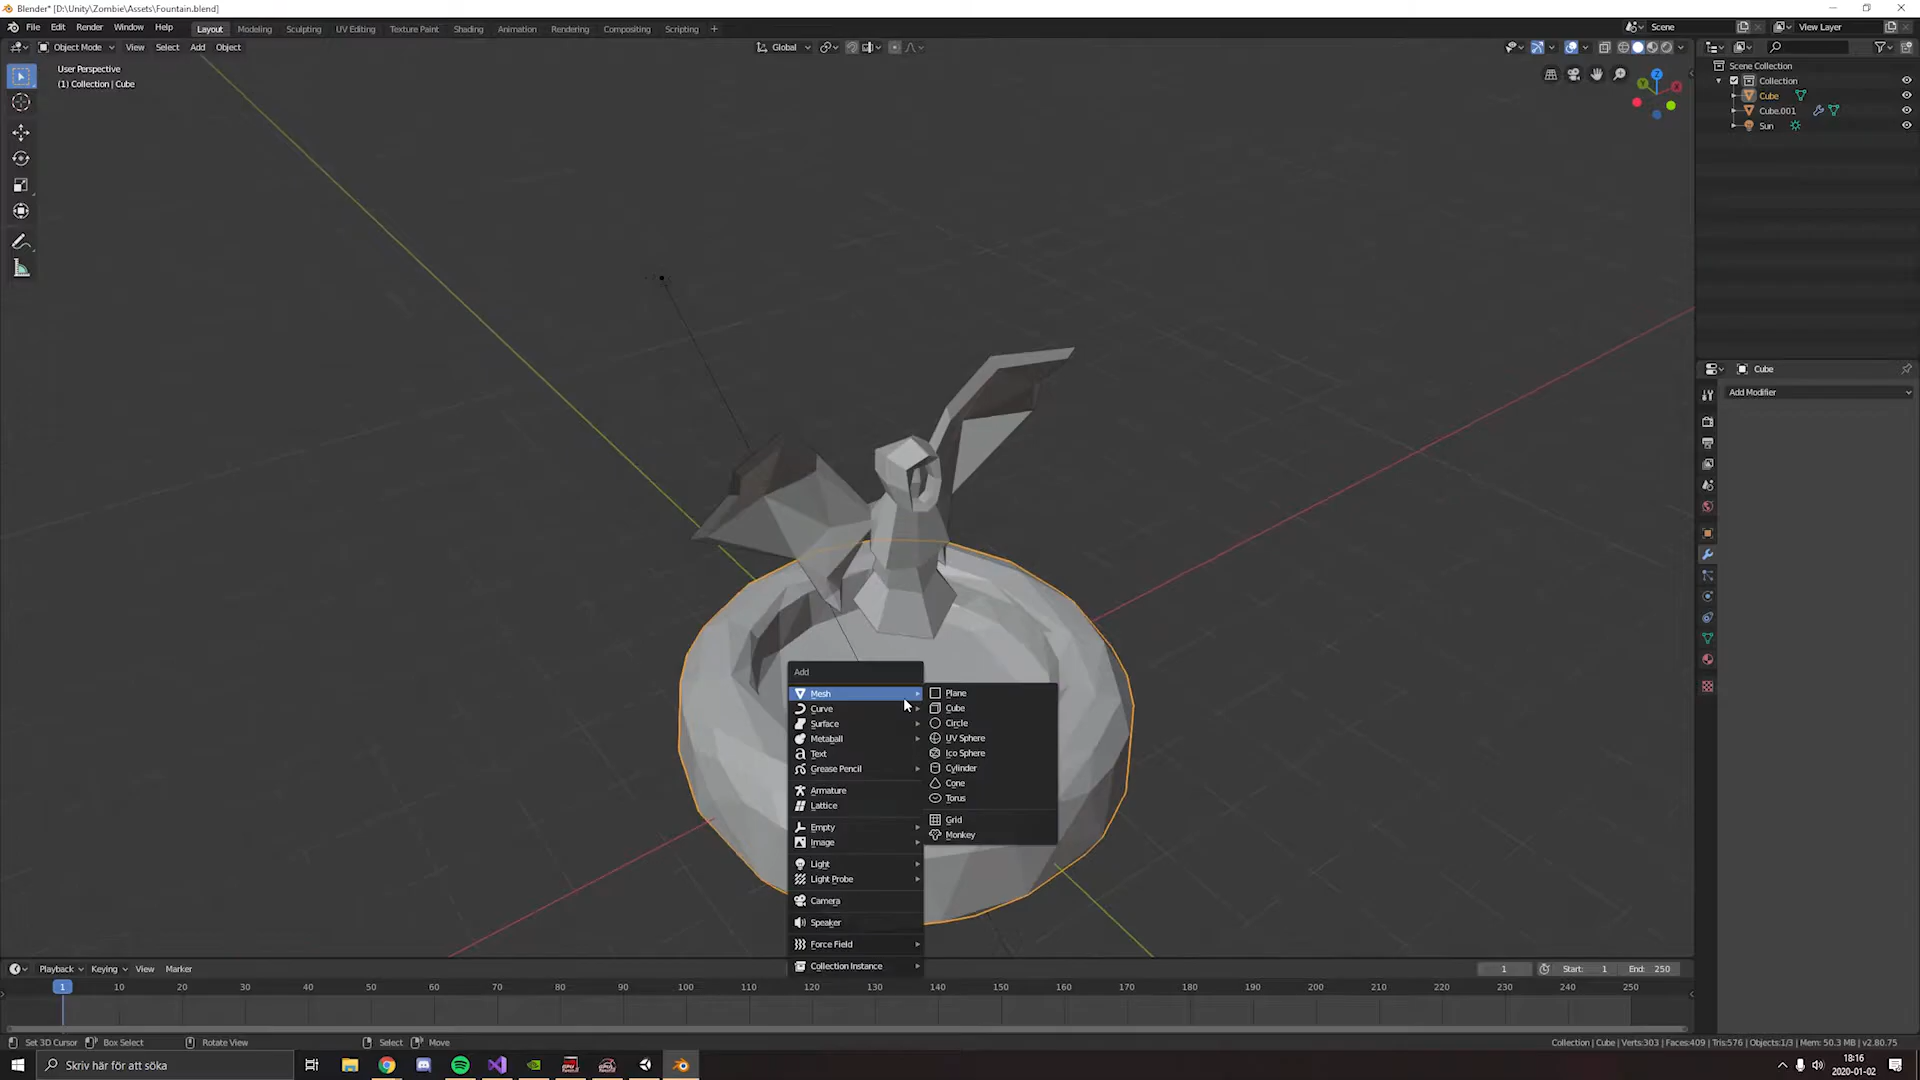 Blender* [D:\Unity\Zombie\Assets\Fountain.blend]
File Edit Render Window Help
Layout Modeling Sculpting UV Editing Texture Paint Shading Animation Rendering Compositing Scripting +
Scene
View Layer
Object Mode View Select Add Object
Global
User Perspective
(1) Collection | Cube
Z
Y
X
Scene Collection
Collection
Cube
Cube.001
Sun
Cube
Add Modifier
Add
Mesh
Curve
Surface
Metaball
Text
Grease Pencil
Armature
Lattice
Empty
Image
Light
Light Probe
Camera
Speaker
Force Field
Collection Instance
Plane
Cube
Circle
UV Sphere
Ico Sphere
Cylinder
Cone
Torus
Grid
Monkey
Playback Keying View Marker
1 Start: 1 End: 250
1 10 20 30 40 50 60 70 80 90 100 110 120 130 140 150 160 170 180 190 200 210 220 230 240 250
Set 3D Cursor Box Select Rotate View Select Move
Collection | Cube | Verts:303 | Faces:409 | Tris:576 | Objects:1/3 | Mem: 50.3 MB | v2.80.75
Skriv här för att söka
18:16
2020-01-02